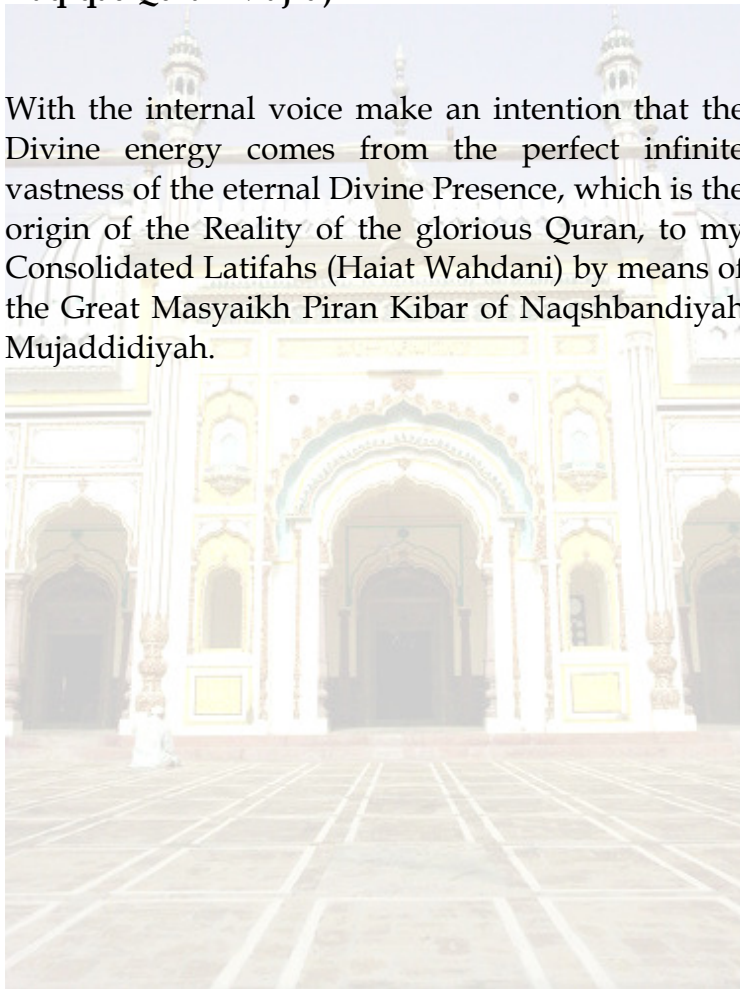 With the internal voice make an intention that the
Divine energy comes from the perfect infinite
vastness of the eternal Divine Presence, which is the
origin of the Reality of the glorious Quran, to my
Consolidated Latifahs (Haiat Wahdani) by means of
the Great Masyaikh Piran Kibar of Naqshbandiyah
Mujaddidiyah.